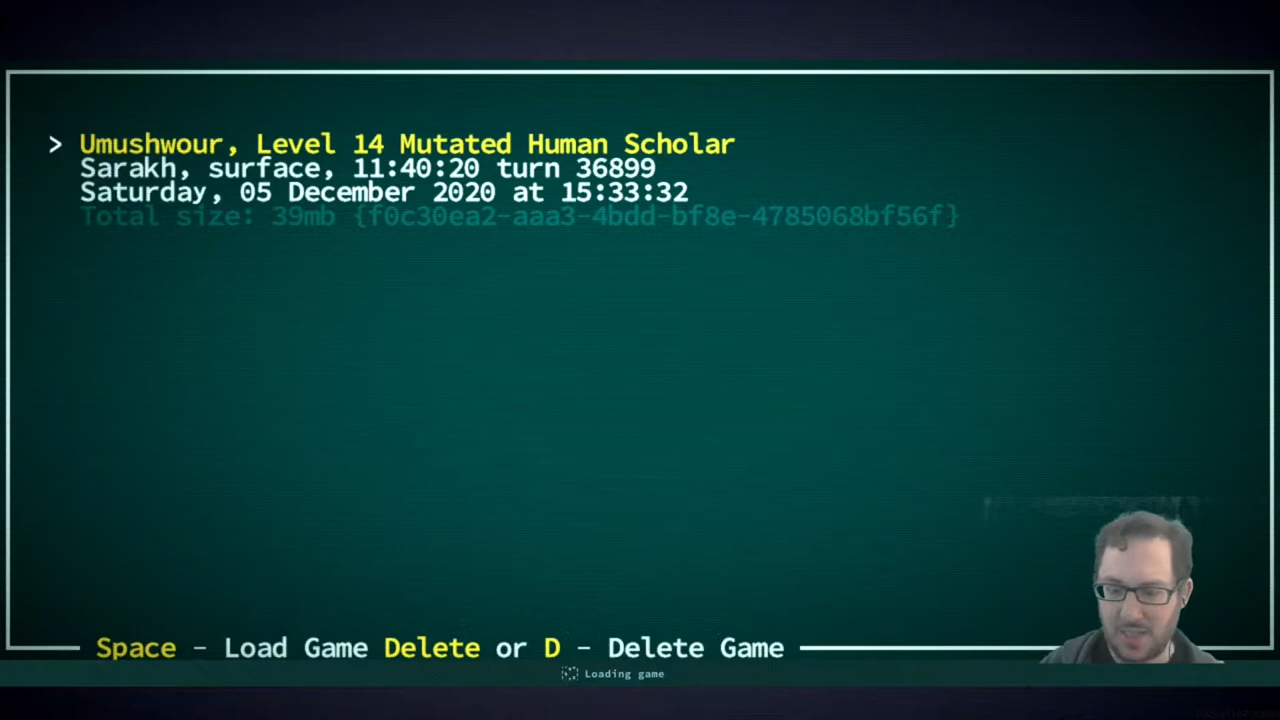 > Umushwour, Level 14 Mutated Human Scholar
Sarakh, surface, 11:40:20 turn 36899
Saturday, 05 December 2020 at 15:33:32
Total size: 39mb {f0c30ea2-aaa3-4bdd-bf8e-4785068bf56f}
Space - Load Game Delete or D - Delete Game
Loading game